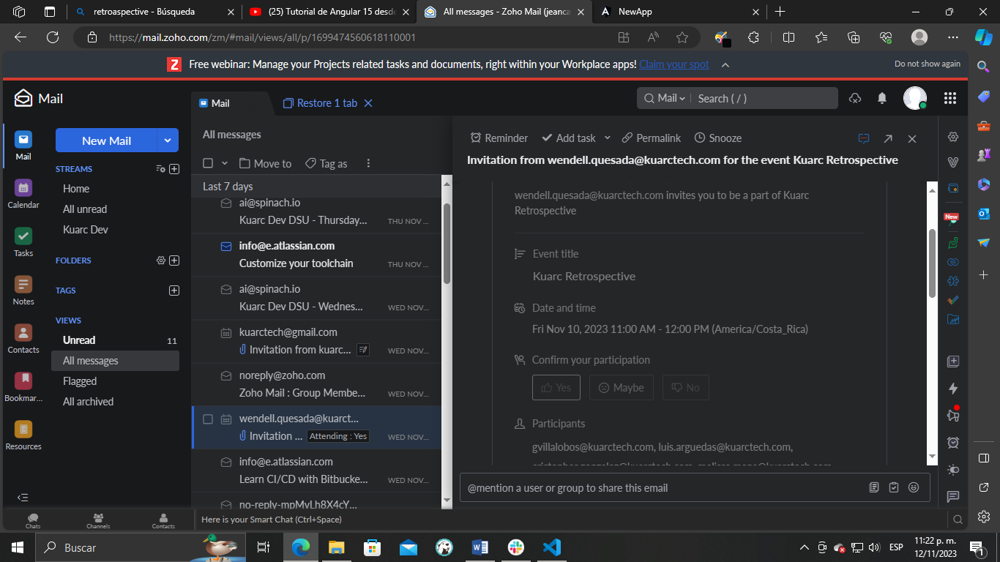 retroaspective - Búsqueda
(25) Tutorial de Angular 15 desde
All messages - Zoho Mail (jeanca
NewApp
https://mail.zoho.com/zm/#mail/views/all/p/1699474560618110001
Free webinar: Manage your Projects related tasks and documents, right within your Workplace apps! Claim your spot
Do not show again
Mail
Mail
Restore 1 tab
Mail
Search ( / )
Mail
Calendar
Tasks
Notes
Contacts
Bookmar...
Resources
New Mail
STREAMS
Home
All unread
Kuarc Dev
FOLDERS
TAGS
VIEWS
Unread 11
All messages
Flagged
All archived
All messages
Move to
Tag as
Last 7 days
ai@spinach.io
Kuarc Dev DSU - Thursday... THU NOV ...
info@e.atlassian.com
Customize your toolchain THU NOV ...
ai@spinach.io
Kuarc Dev DSU - Wednes... WED NOV...
kuarctech@gmail.com
Invitation from kuarc... WED NOV...
noreply@zoho.com
Zoho Mail : Group Membe... WED NOV...
wendell.quesada@kuarct...
Invitation ... Attending : Yes WED NOV...
info@e.atlassian.com
Learn CI/CD with Bitbucke... WED NOV...
no-reply-mpMvLh8X4cY...
Reminder
Add task
Permalink
Snooze
Invitation from wendell.quesada@kuarctech.com for the event Kuarc Retrospective
wendell.quesada@kuarctech.com invites you to be a part of Kuarc
Retrospective
Event title
Kuarc Retrospective
Date and time
Fri Nov 10, 2023 11:00 AM - 12:00 PM (America/Costa_Rica)
Confirm your participation
Yes
Maybe
No
Participants
gvillalobos@kuarctech.com, luis.arguedas@kuarctech.com,
@mention a user or group to share this email
New
Chats
Channels
Contacts
Here is your Smart Chat (Ctrl+Space)
Buscar
ESP
11:22 p. m.
12/11/2023
1